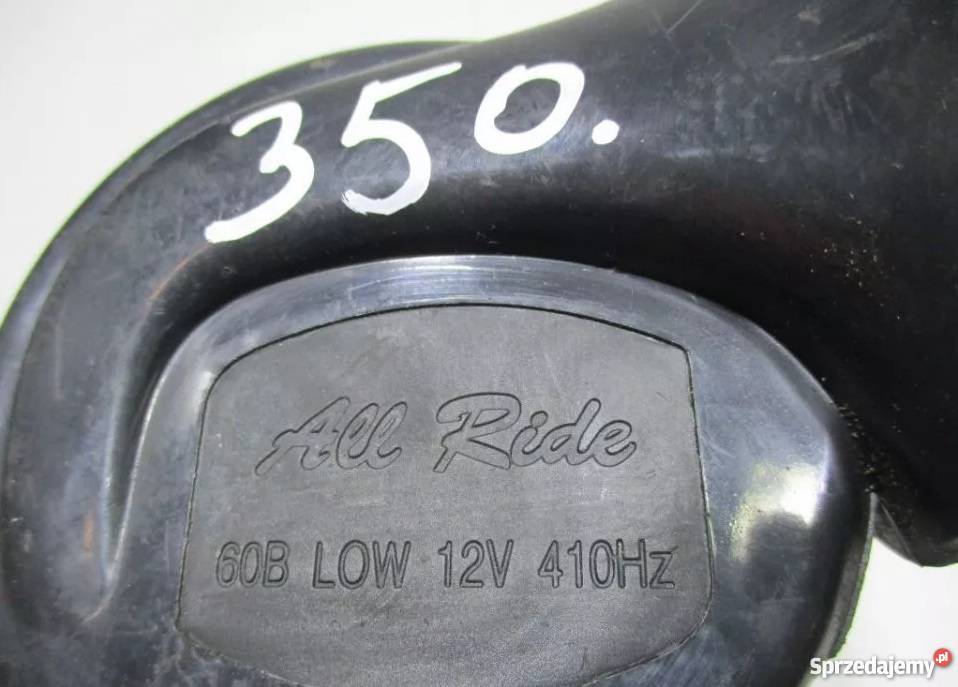 350.
All Ride
60B LOW 12V 410Hz
Sprzedajemy.pl